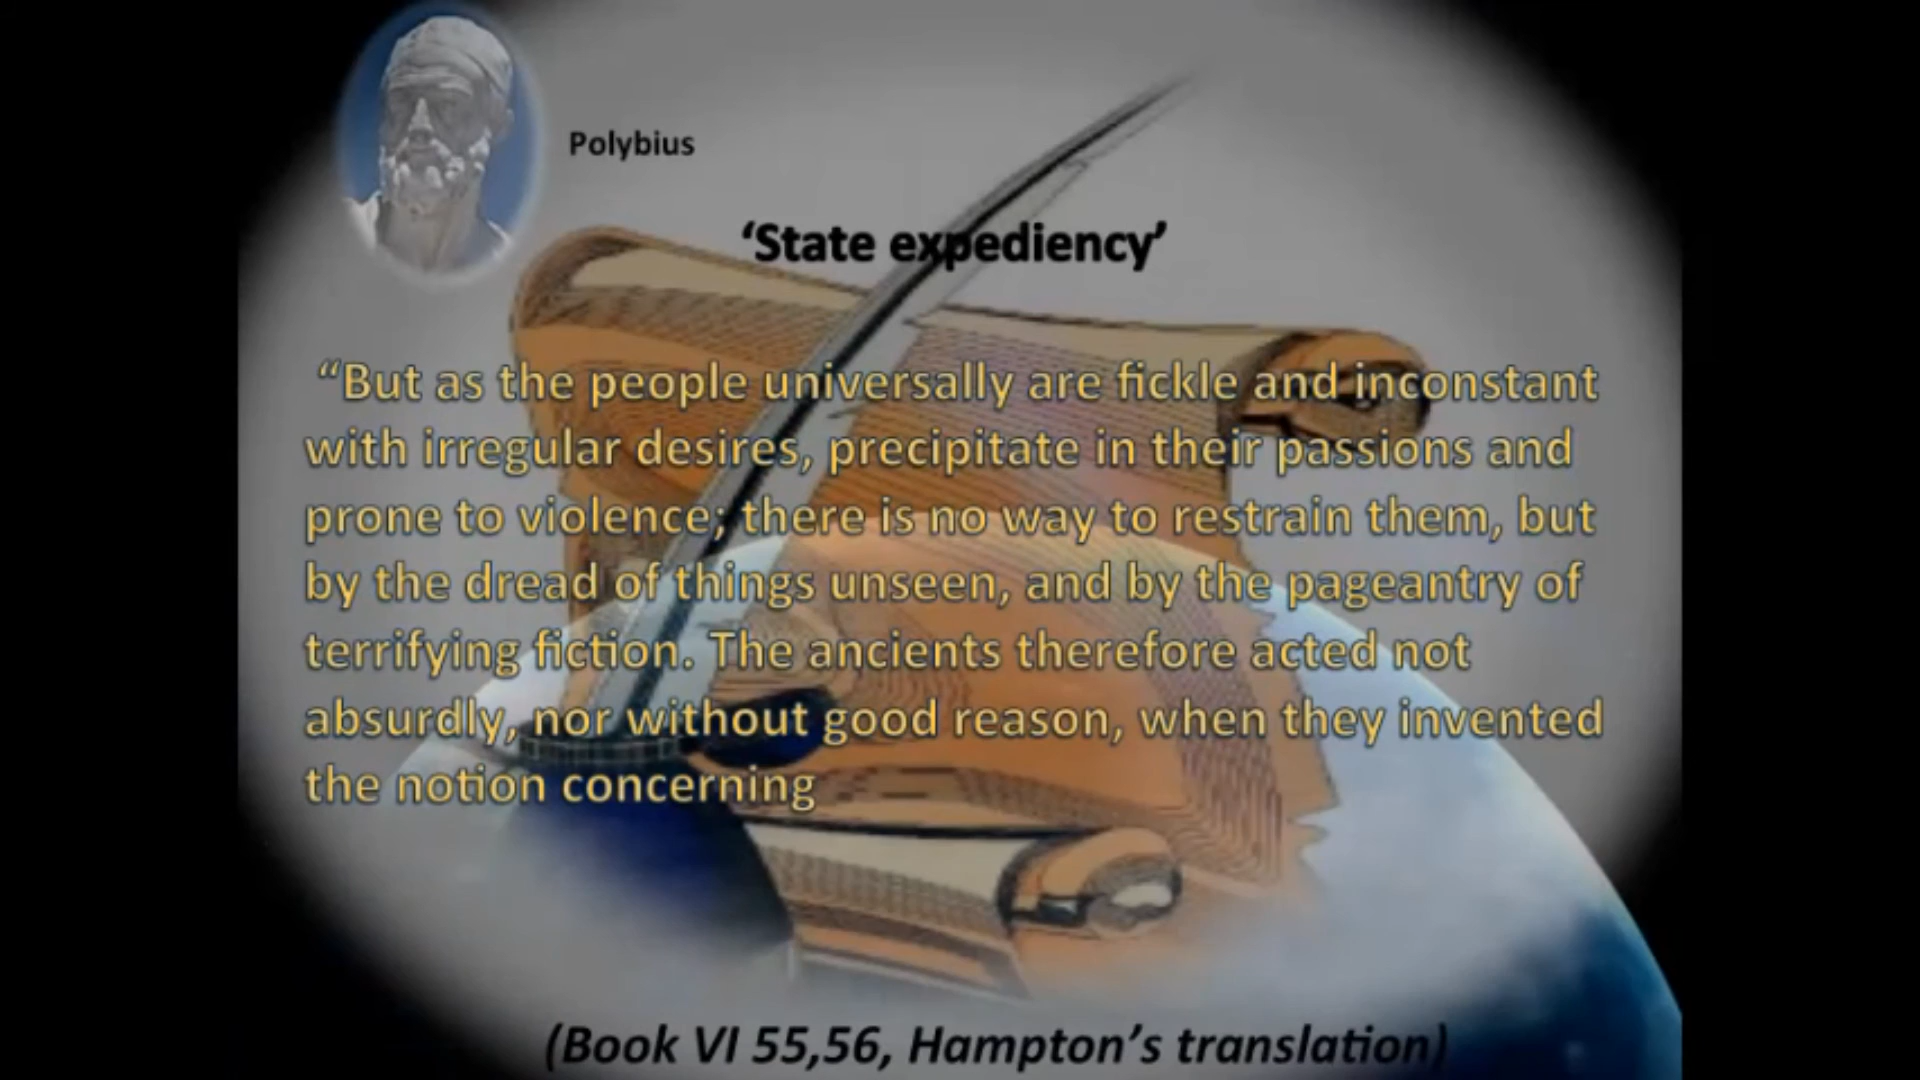 Polybius
‘State expediency’
“But as the people universally are fickle and inconstant
with irregular desires, precipitate in their passions and
prone to violence; there is no way to restrain them, but
by the dread of things unseen, and by the pageantry of
terrifying fiction. The ancients therefore acted not
absurdly, nor without good reason, when they invented
the notion concerning
(Book VI 55,56, Hampton’s translation)